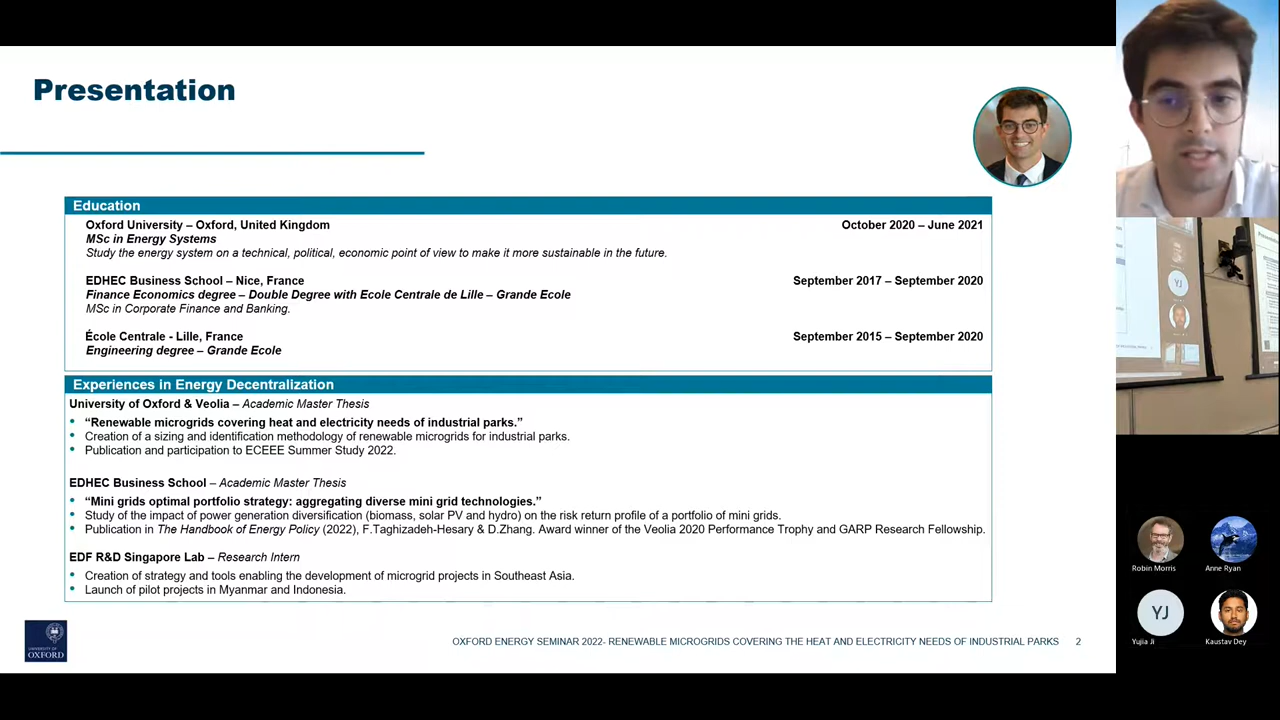 Presentation
Education
Oxford University – Oxford, United Kingdom October 2020 – June 2021
MSc in Energy Systems
Study the energy system on a technical, political, economic point of view to make it more sustainable in the future.
EDHEC Business School – Nice, France September 2017 – September 2020
Finance Economics degree – Double Degree with Ecole Centrale de Lille – Grande Ecole
MSc in Corporate Finance and Banking.
École Centrale - Lille, France September 2015 – September 2020
Engineering degree – Grande Ecole
Experiences in Energy Decentralization
University of Oxford & Veolia – Academic Master Thesis
• “Renewable microgrids covering heat and electricity needs of industrial parks.”
• Creation of a sizing and identification methodology of renewable microgrids for industrial parks.
• Publication and participation to ECEEE Summer Study 2022.
EDHEC Business School – Academic Master Thesis
• “Mini grids optimal portfolio strategy: aggregating diverse mini grid technologies.”
• Study of the impact of power generation diversification (biomass, solar PV and hydro) on the risk return profile of a portfolio of mini grids.
• Publication in The Handbook of Energy Policy (2022), F.Taghizadeh-Hesary & D.Zhang. Award winner of the Veolia 2020 Performance Trophy and GARP Research Fellowship.
EDF R&D Singapore Lab – Research Intern
• Creation of strategy and tools enabling the development of microgrid projects in Southeast Asia.
• Launch of pilot projects in Myanmar and Indonesia.
UNIVERSITY OF
OXFORD
OXFORD ENERGY SEMINAR 2022- RENEWABLE MICROGRIDS COVERING THE HEAT AND ELECTRICITY NEEDS OF INDUSTRIAL PARKS 2
YJ
Robin Morris
Anne Ryan
YJ
Yujia Ji
Kaustav Dey